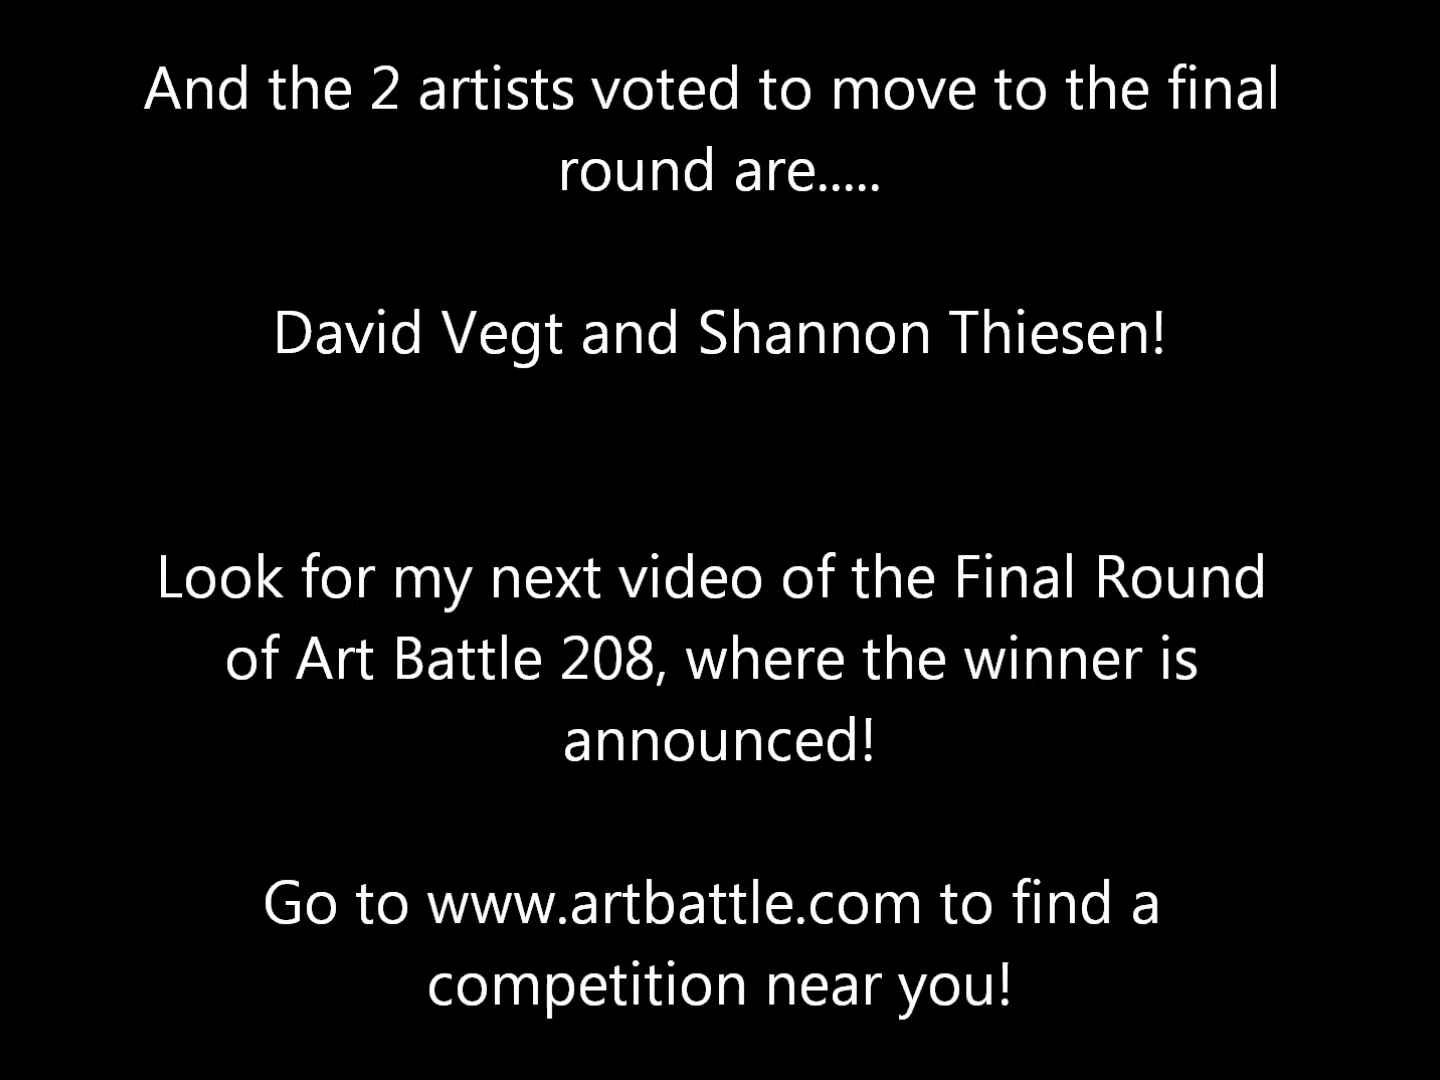 And the 2 artists voted to move to the final
round are.....
David Vegt and Shannon Thiesen!
Look for my next video of the Final Round
of Art Battle 208, where the winner is
announced!
Go to www.artbattle.com to find a
competition near you!